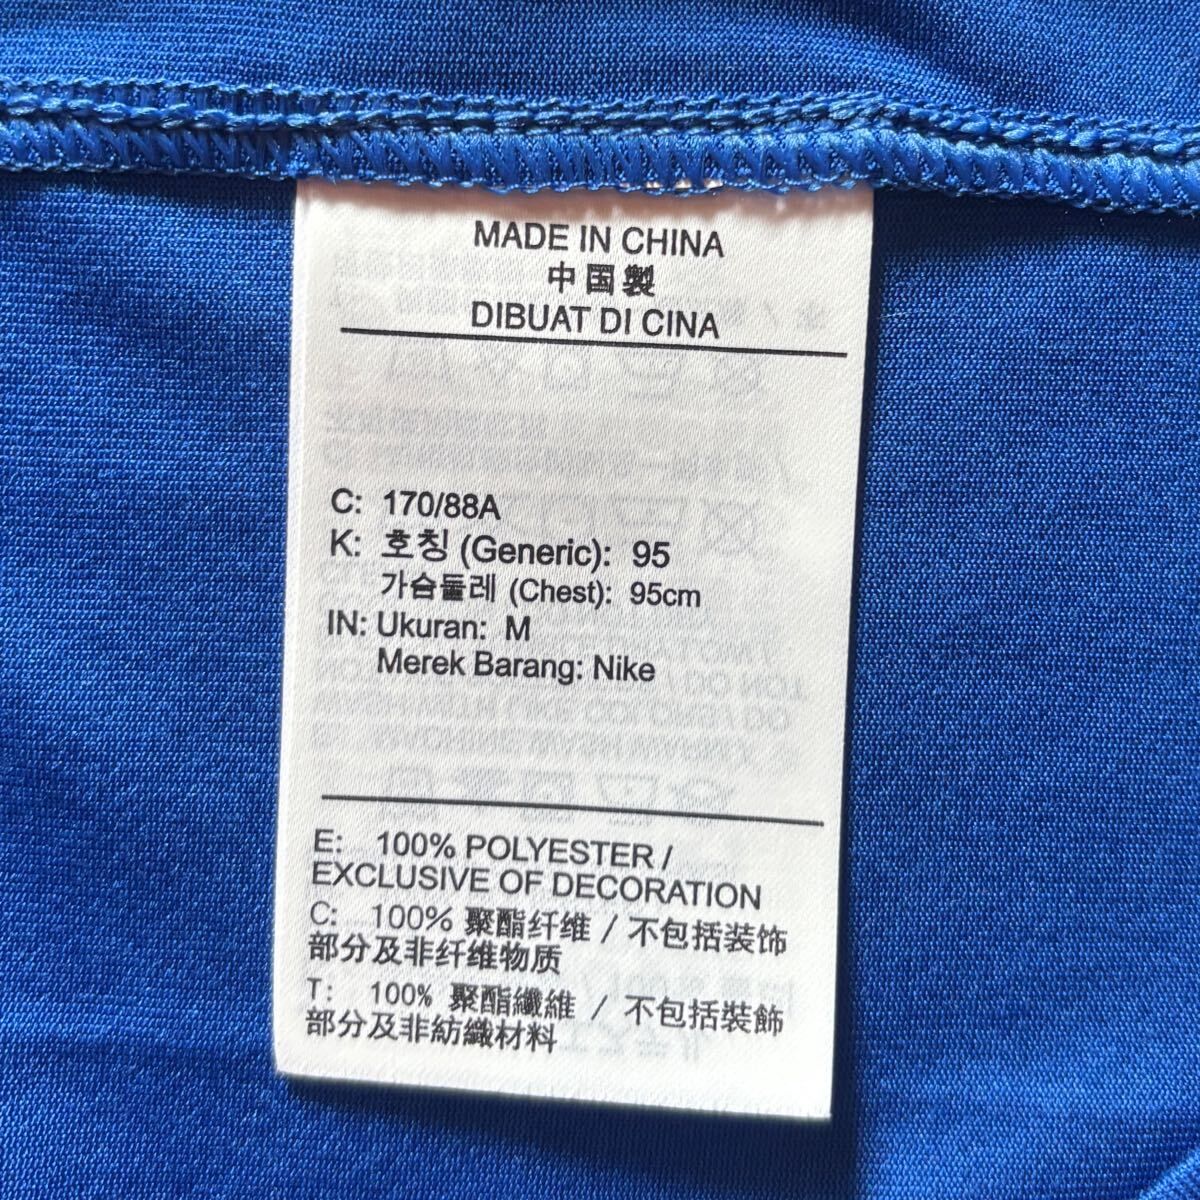 MADE IN CHINA
中国製
DIBUAT DI CINA
C: 170/88A
K: 호칭 (Generic): 95
가슴둘레 (Chest): 95cm
IN: Ukuran: M
Merek Barang: Nike
E: 100% POLYESTER /
EXCLUSIVE OF DECORATION
C: 100% 聚酯纤维 / 不包括装饰
部分及非纤维物质
T: 100% 聚酯纖維 / 不包括裝飾
部分及非紡織材料